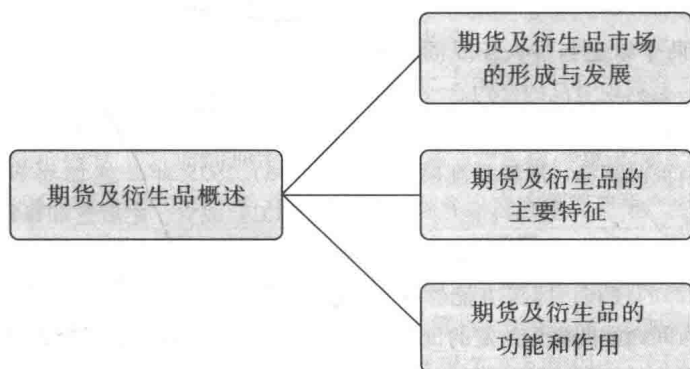 期货及衍生品市场
的形成与发展
期货及衍生品概述
期货及衍生品的
主要特征
期货及衍生品的
功能和作用